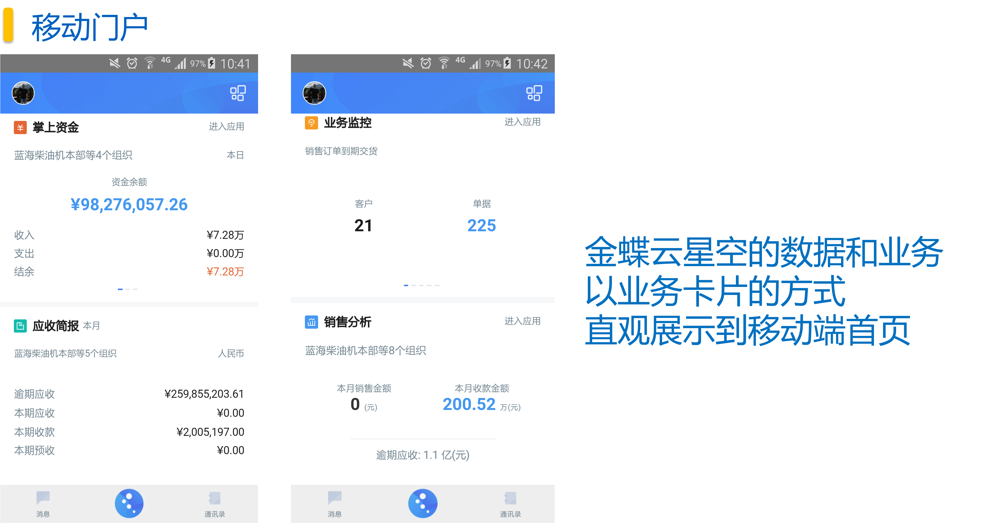 移动门户
4G 97% 10:41
掌上资金 进入应用
蓝海柴油机本部等4个组织 本日
资金余额
¥98,276,057.26
收入 ¥7.28万
支出 ¥0.00万
结余 ¥7.28万
应收简报 本月
蓝海柴油机本部等5个组织 人民币
逾期应收 ¥259,855,203.61
本期应收 ¥0.00
本期收款 ¥2,005,197.00
本期预收 ¥0.00
消息 通讯录
4G 97% 10:42
业务监控 进入应用
销售订单到期交货
客户 单据
21 225
销售分析 进入应用
蓝海柴油机本部等8个组织
本月销售金额 本月收款金额
0 (元) 200.52 万(元)
逾期应收: 1.1 亿(元)
消息 通讯录
金蝶云星空的数据和业务
以业务卡片的方式
直观展示到移动端首页